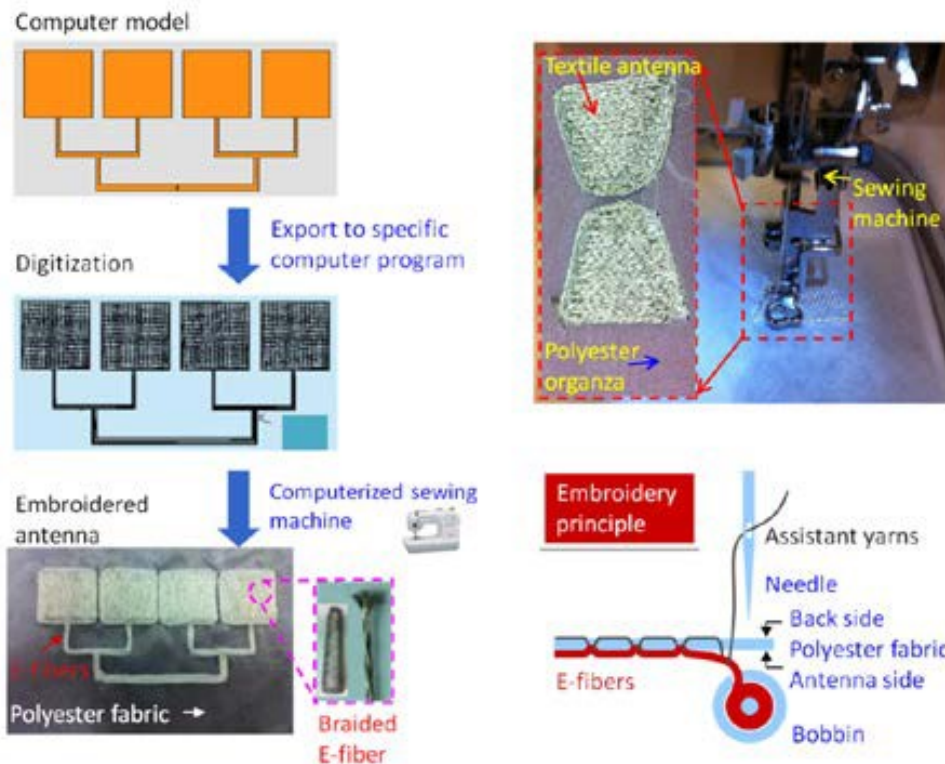 Computer model
Export to specific
computer program
Digitization
Computerized sewing
machine
Embroidered
antenna
E-fibers
Polyester fabric
Braided
E-fiber
Textile antenna
Sewing
machine
Polyester
organza
Embroidery
principle
Assistant yarns
Needle
Back side
Polyester fabric
Antenna side
E-fibers
Bobbin